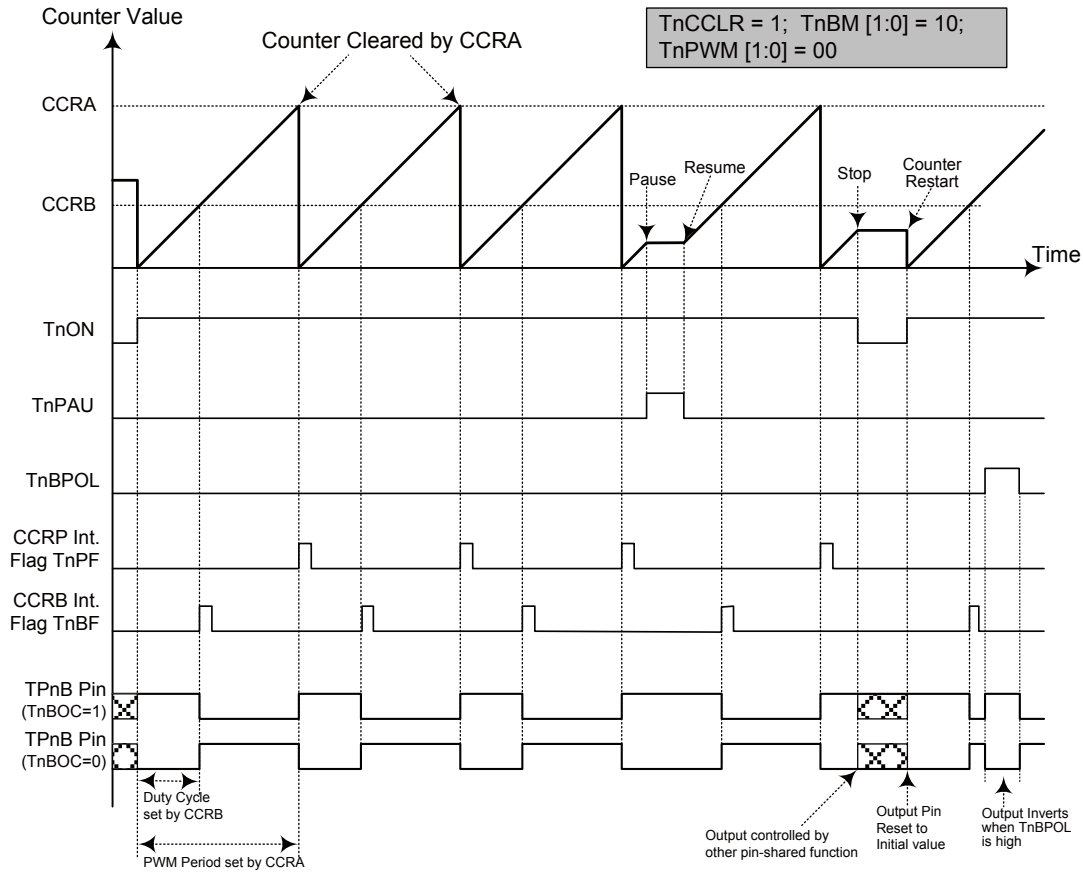 Counter Value
TnCCLR = 1; TnBM [1:0] = 10;
TnPWM [1:0] = 00
Counter Cleared by CCRA
CCRA
CCRB
Pause
Resume
Stop
Counter
Restart
Time
TnON
TnPAU
TnBPOL
CCRP Int.
Flag TnPF
CCRB Int.
Flag TnBF
TPnB Pin
(TnBOC=1)
TPnB Pin
(TnBOC=0)
Duty Cycle
set by CCRB
PWM Period set by CCRA
Output controlled by
other pin-shared function
Output Pin
Reset to
Initial value
Output Inverts
when TnBPOL
is high